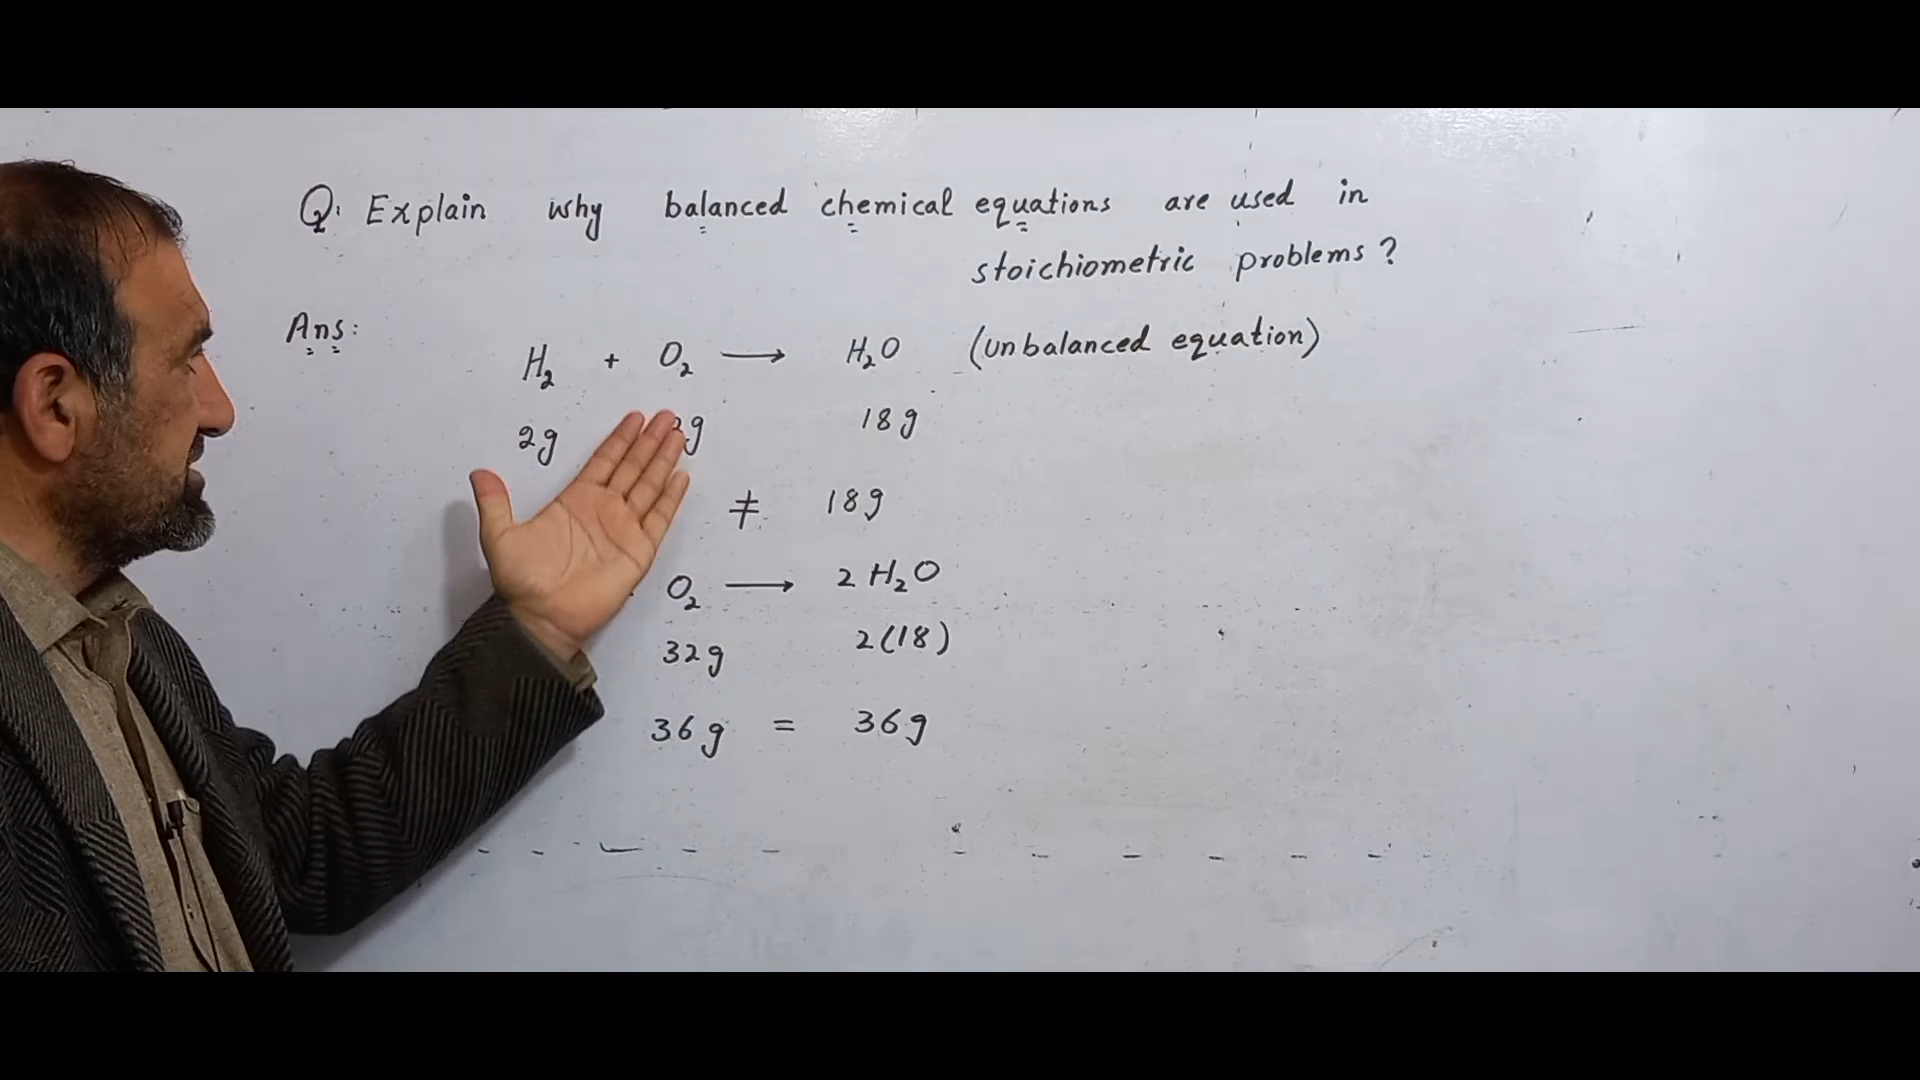 Q: Explain why balanced chemical equations are used in
stoichiometric problems?
Ans:
H₂ + O₂ ⟶ H₂O (unbalanced equation)
2g 18g
≠ 18g
O₂ ⟶ 2H₂O
32g 2(18)
36g = 36g